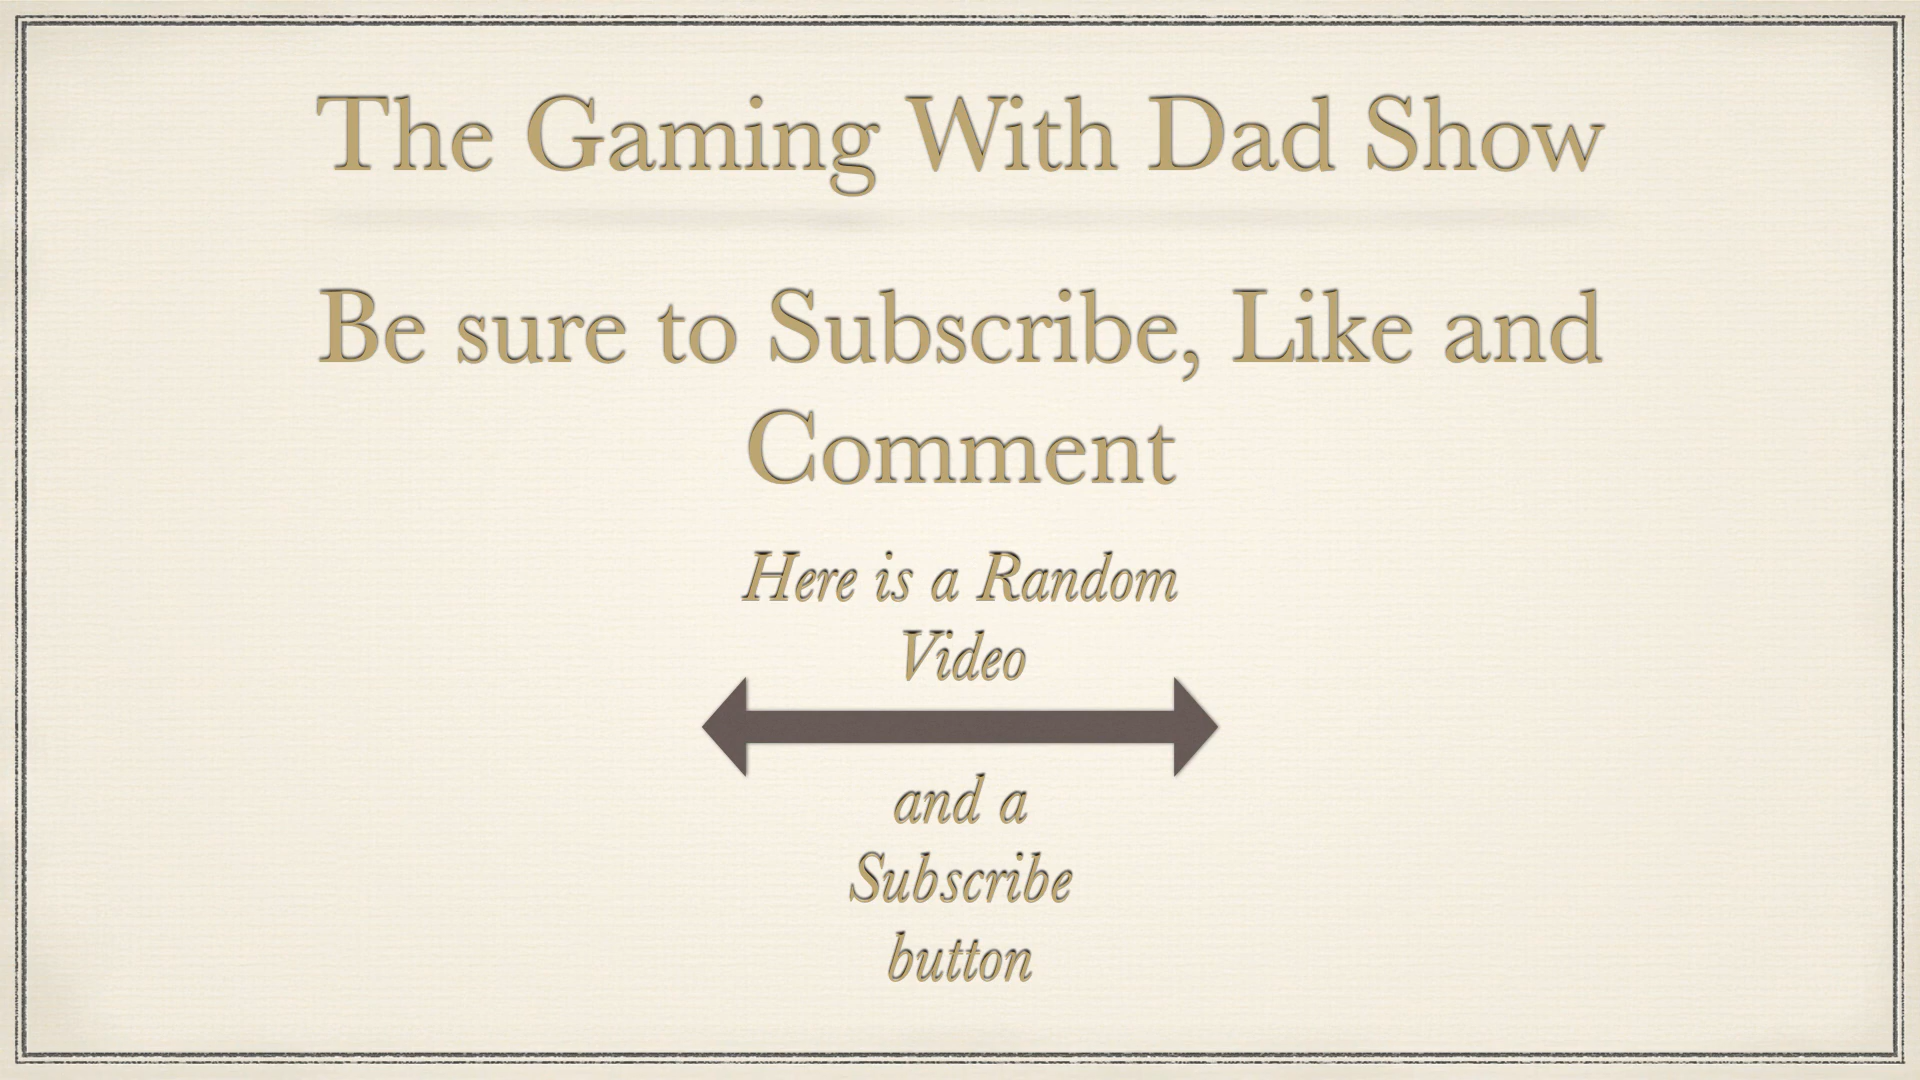 The Gaming With Dad Show
Be sure to Subscribe, Like and
Comment
Here is a Random
Video
and a
Subscribe
button